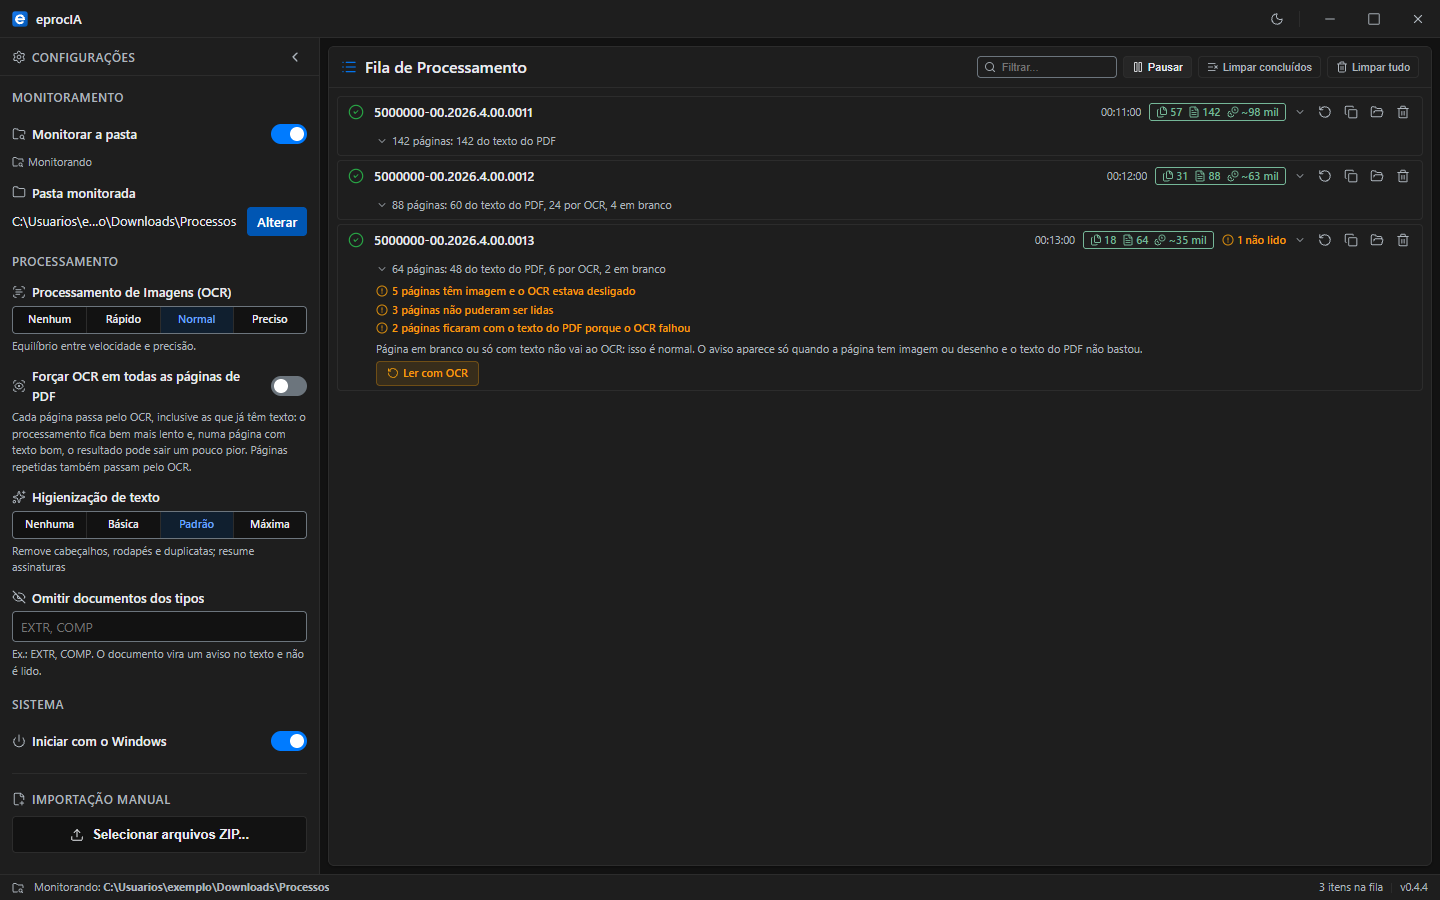 eprocIA
CONFIGURAÇÕES
MONITORAMENTO
Monitorar a pasta
Monitorando
Pasta monitorada
C:\Usuarios\e...o\Downloads\Processos
Alterar
PROCESSAMENTO
Processamento de Imagens (OCR)
Nenhum Rápido Normal Preciso
Equilíbrio entre velocidade e precisão.
Forçar OCR em todas as páginas de
PDF
Cada página passa pelo OCR, inclusive as que já têm texto: o
processamento fica bem mais lento e, numa página com
texto bom, o resultado pode sair um pouco pior. Páginas
repetidas também passam pelo OCR.
Higienização de texto
Nenhuma Básica Padrão Máxima
Remove cabeçalhos, rodapés e duplicatas; resume
assinaturas
Omitir documentos dos tipos
EXTR, COMP
Ex.: EXTR, COMP. O documento vira um aviso no texto e não
é lido.
SISTEMA
Iniciar com o Windows
IMPORTAÇÃO MANUAL
Selecionar arquivos ZIP...
Fila de Processamento
Filtrar...
Pausar
Limpar concluídos
Limpar tudo
5000000-00.2026.4.00.0011
00:11:00 57 142 ~98 mil
142 páginas: 142 do texto do PDF
5000000-00.2026.4.00.0012
00:12:00 31 88 ~63 mil
88 páginas: 60 do texto do PDF, 24 por OCR, 4 em branco
5000000-00.2026.4.00.0013
00:13:00 18 64 ~35 mil 1 não lido
64 páginas: 48 do texto do PDF, 6 por OCR, 2 em branco
5 páginas têm imagem e o OCR estava desligado
3 páginas não puderam ser lidas
2 páginas ficaram com o texto do PDF porque o OCR falhou
Página em branco ou só com texto não vai ao OCR: isso é normal. O aviso aparece só quando a página tem imagem ou desenho e o texto do PDF não bastou.
Ler com OCR
Monitorando: C:\Usuarios\exemplo\Downloads\Processos
3 itens na fila
v0.4.4